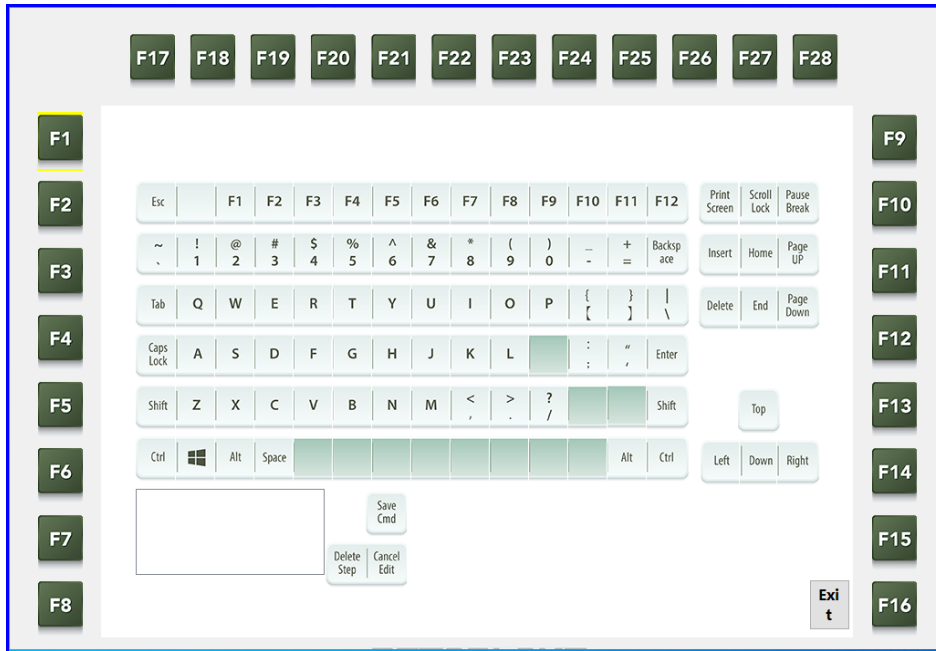 F17 F18 F19 F20 F21 F22 F23 F24 F25 F26 F27 F28
F1 F9
F2 Esc F1 F2 F3 F4 F5 F6 F7 F8 F9 F10 F11 F12 Print Screen Scroll Lock Pause Break F10
~ ! @ # $ % ^ & * ( ) _ + Backsp
` 1 2 3 4 5 6 7 8 9 0 - = ace
Insert Home Page UP
F3 F11
Tab Q W E R T Y U I O P { 【 } 】 | \ Delete End Page Down
F4 F12
Caps Lock A S D F G H J K L : ; " , Enter
F5 Shift Z X C V B N M < , > . ? / Shift Top F13
Ctrl Alt Space Alt Ctrl Left Down Right
F6 F14
Save
Cmd
F7 F15
Delete Cancel
Step Edit
F8 Exi F16
t